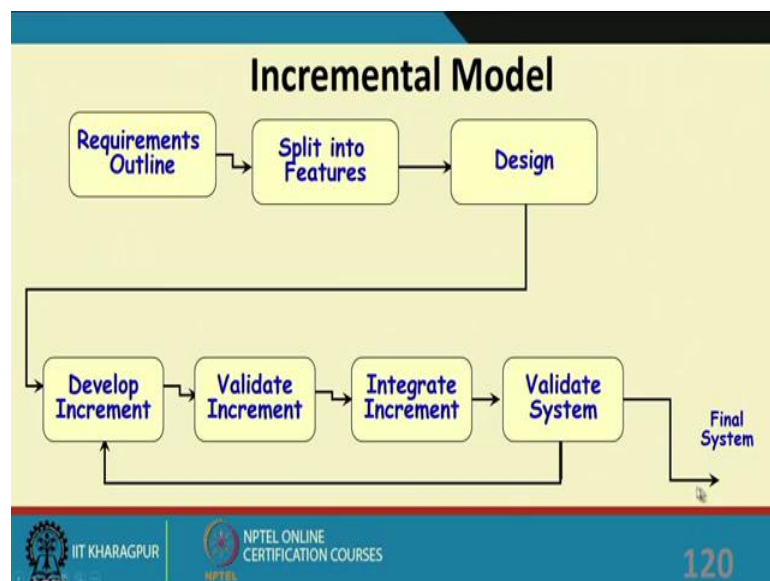 Incremental Model
Requirements
Outline
Split into
Features
Design
Develop
Increment
Validate
Increment
Integrate
Increment
Validate
System
Final
System
IIT KHARAGPUR
NPTEL
NPTEL ONLINE
CERTIFICATION COURSES
120